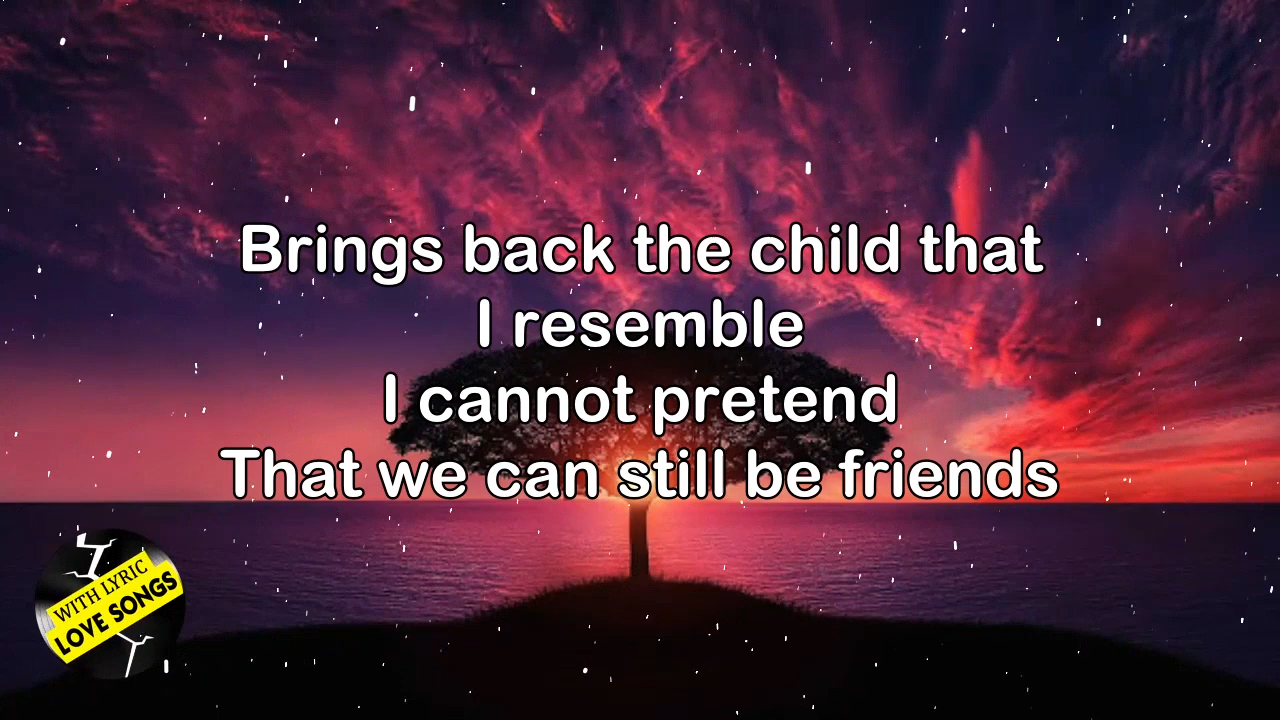 Brings back the child that
I resemble
I cannot pretend
That we can still be friends
WITH LYRIC
LOVE SONGS